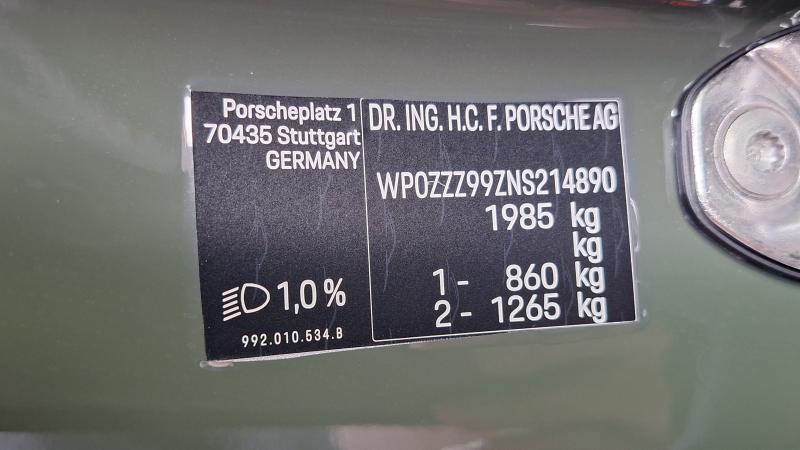 Porscheplatz 1
70435 Stuttgart
GERMANY
1,0 %
992.010.534.B
DR. ING. H.C. F. PORSCHE AG
WP0ZZZ99ZNS214890
1985 kg
kg
1 - 860 kg
2 - 1265 kg